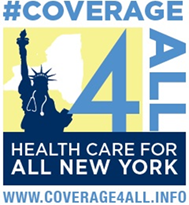 #COVERAGE
4
ALL
HEALTH CARE FOR
ALL NEW YORK
WWW.COVERAGE4ALL.INFO